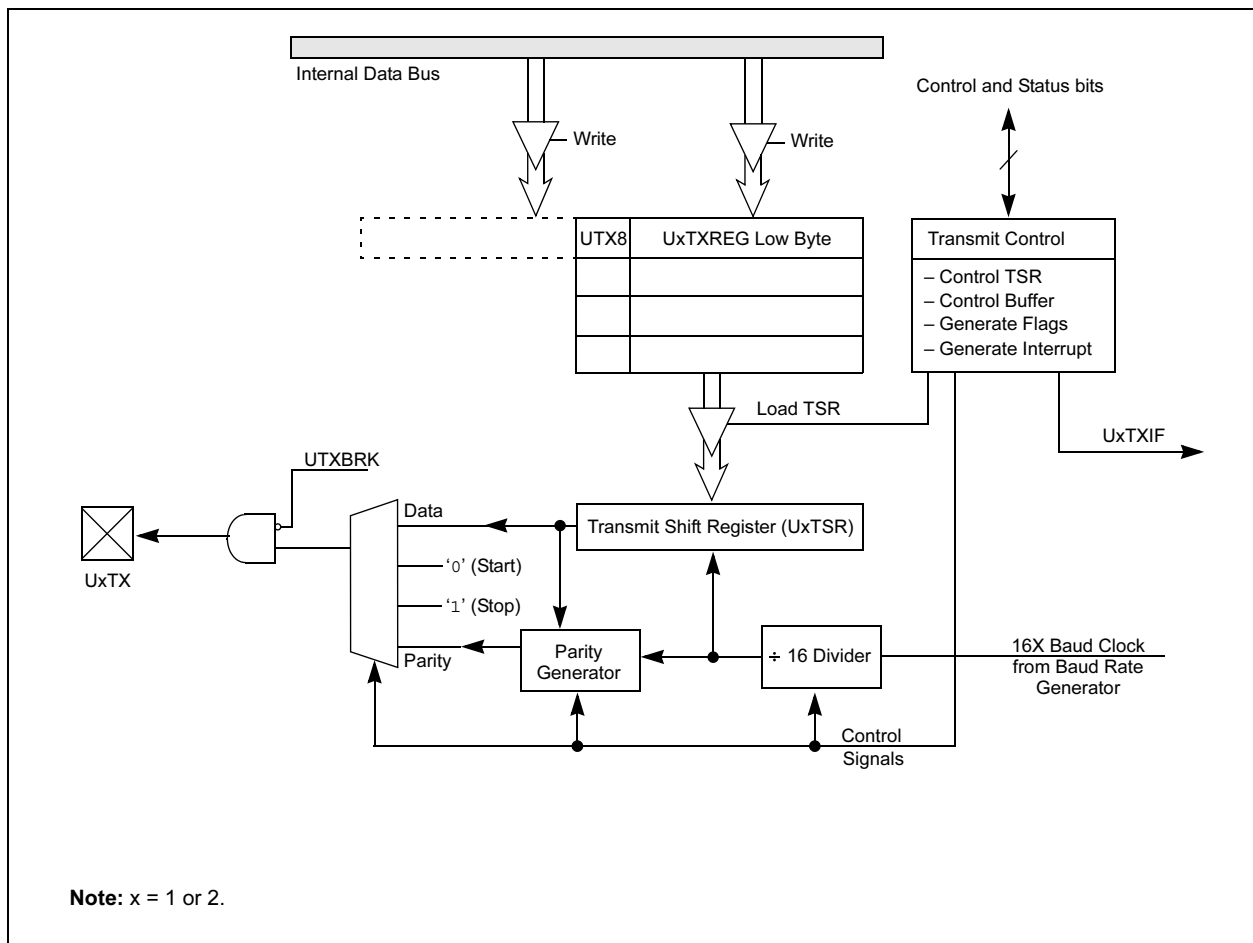 Internal Data Bus
Control and Status bits
Write
Write
UTX8
UxTXREG Low Byte
Transmit Control
– Control TSR
– Control Buffer
– Generate Flags
– Generate Interrupt
Load TSR
UxTXIF
UTXBRK
Data
Transmit Shift Register (UxTSR)
UxTX
‘0’ (Start)
‘1’ (Stop)
Parity
Parity
Generator
÷ 16 Divider
16X Baud Clock
from Baud Rate
Generator
Control
Signals
Note: x = 1 or 2.